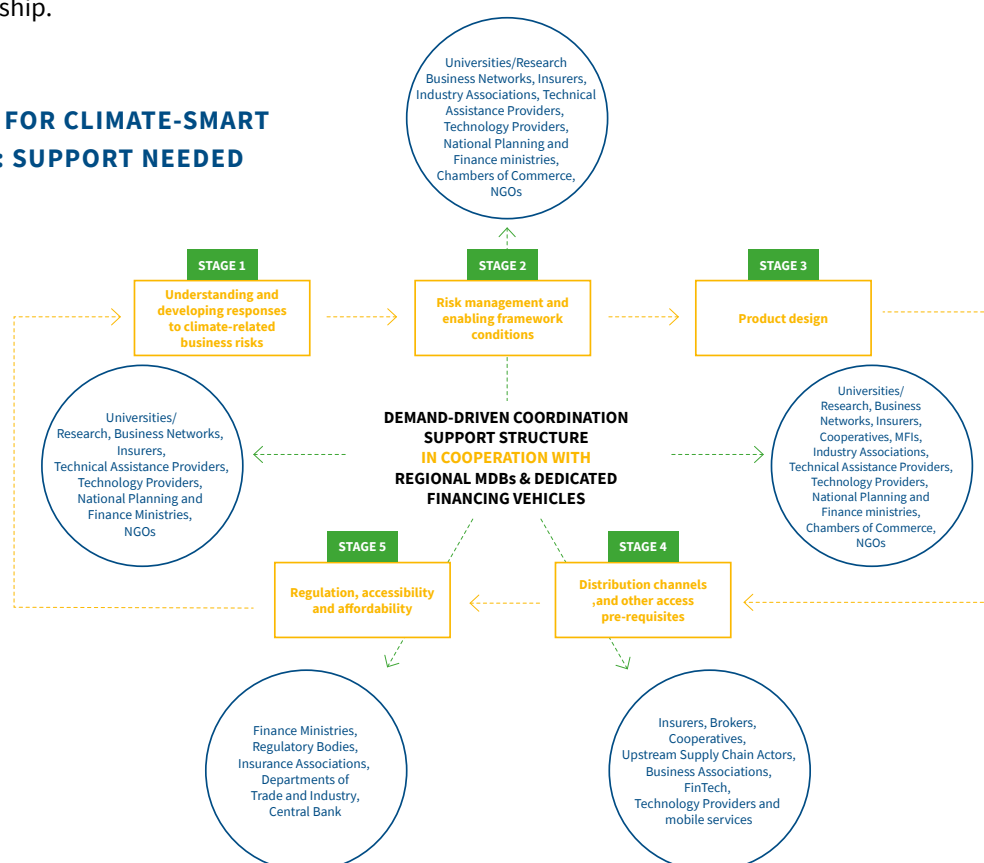 ship.
FOR CLIMATE-SMART
: SUPPORT NEEDED
Universities/Research
Business Networks, Insurers,
Industry Associations, Technical
Assistance Providers,
Technology Providers,
National Planning and
Finance ministries,
Chambers of Commerce,
NGOs
STAGE 1
Understanding and
developing responses
to climate-related
business risks
STAGE 2
Risk management and
enabling framework
conditions
STAGE 3
Product design
Universities/
Research, Business Networks,
Insurers,
Technical Assistance Providers,
Technology Providers,
National Planning and
Finance Ministries,
NGOs
DEMAND-DRIVEN COORDINATION
SUPPORT STRUCTURE
IN COOPERATION WITH
REGIONAL MDBs & DEDICATED
FINANCING VEHICLES
Universities/
Research, Business
Networks, Insurers,
Cooperatives, MFIs,
Industry Associations,
Technical Assistance Providers,
Technology Providers,
National Planning and
Finance ministries,
Chambers of Commerce,
NGOs
STAGE 5
Regulation, accessibility
and affordability
STAGE 4
Distribution channels
,and other access
pre-requisites
Finance Ministries,
Regulatory Bodies,
Insurance Associations,
Departments of
Trade and Industry,
Central Bank
Insurers, Brokers,
Cooperatives,
Upstream Supply Chain Actors,
Business Associations,
FinTech,
Technology Providers and
mobile services